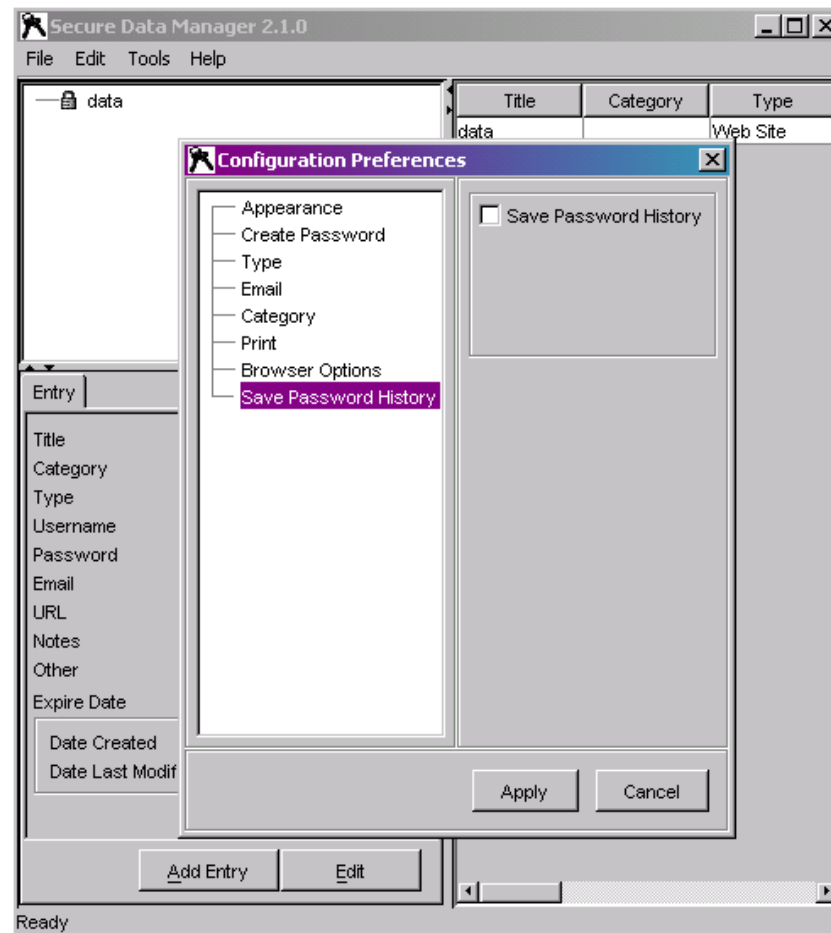 Secure Data Manager 2.1.0
File Edit Tools Help
data
Title Category Type
data Web Site
Configuration Preferences
Appearance
Create Password
Type
Email
Category
Print
Browser Options
Save Password History
Save Password History
Apply Cancel
Entry
Title
Category
Type
Username
Password
Email
URL
Notes
Other
Expire Date
Date Created
Date Last Modif
Add Entry Edit
Ready